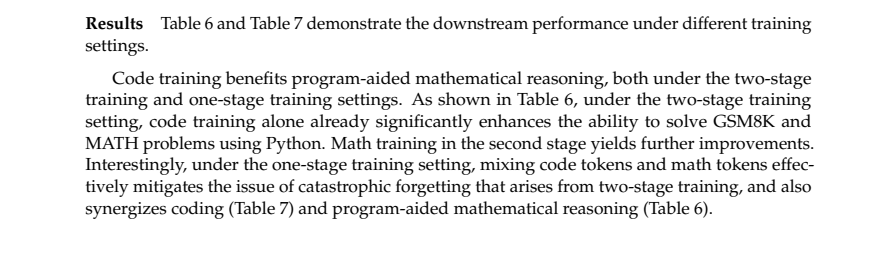 Results Table 6 and Table 7 demonstrate the downstream performance under different training
settings.
Code training benefits program-aided mathematical reasoning, both under the two-stage
training and one-stage training settings. As shown in Table 6, under the two-stage training
setting, code training alone already significantly enhances the ability to solve GSM8K and
MATH problems using Python. Math training in the second stage yields further improvements.
Interestingly, under the one-stage training setting, mixing code tokens and math tokens effec-
tively mitigates the issue of catastrophic forgetting that arises from two-stage training, and also
synergizes coding (Table 7) and program-aided mathematical reasoning (Table 6).